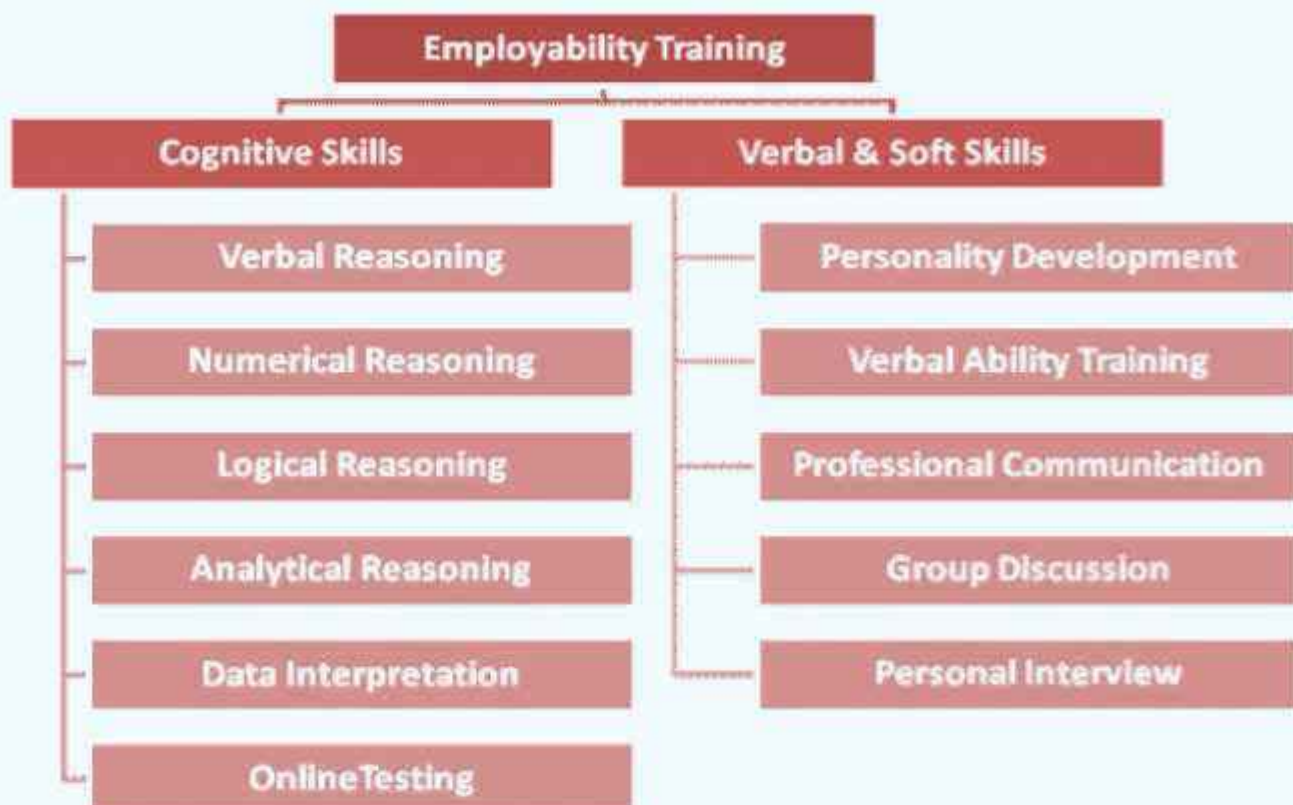 Employability Training
Cognitive Skills
Verbal Reasoning
Numerical Reasoning
Logical Reasoning
Analytical Reasoning
Data Interpretation
OnlineTesting
Verbal & Soft Skills
Personality Development
Verbal Ability Training
Professional Communication
Group Discussion
Personal Interview